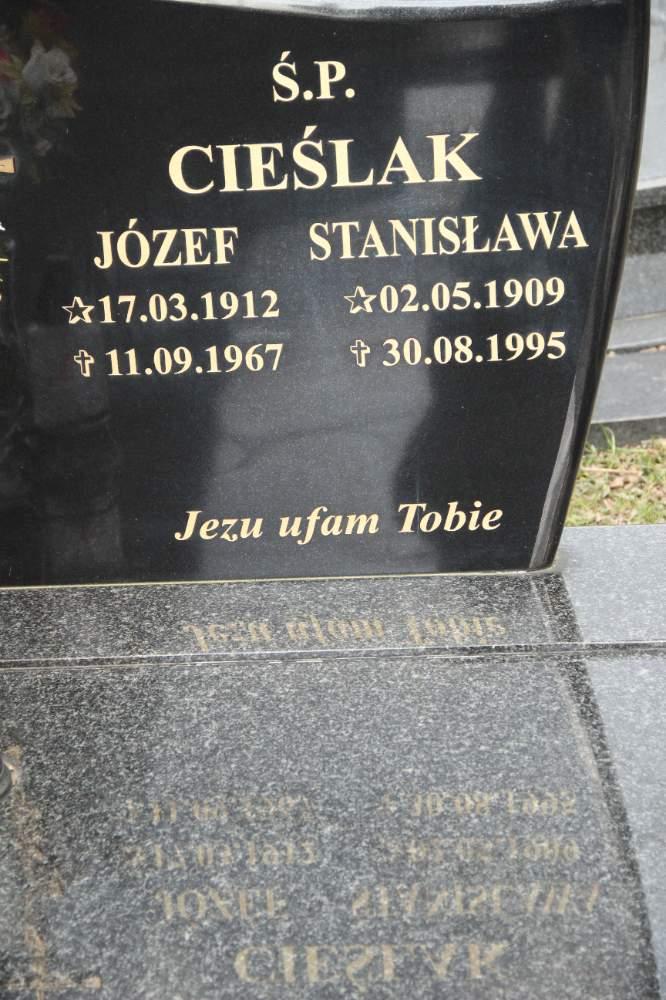 Ś.P.
CIEŚLAK
JÓZEF STANISŁAWA
☆17.03.1912 ☆02.05.1909
✝ 11.09.1967 ✝ 30.08.1995
Jezu ufam Tobie